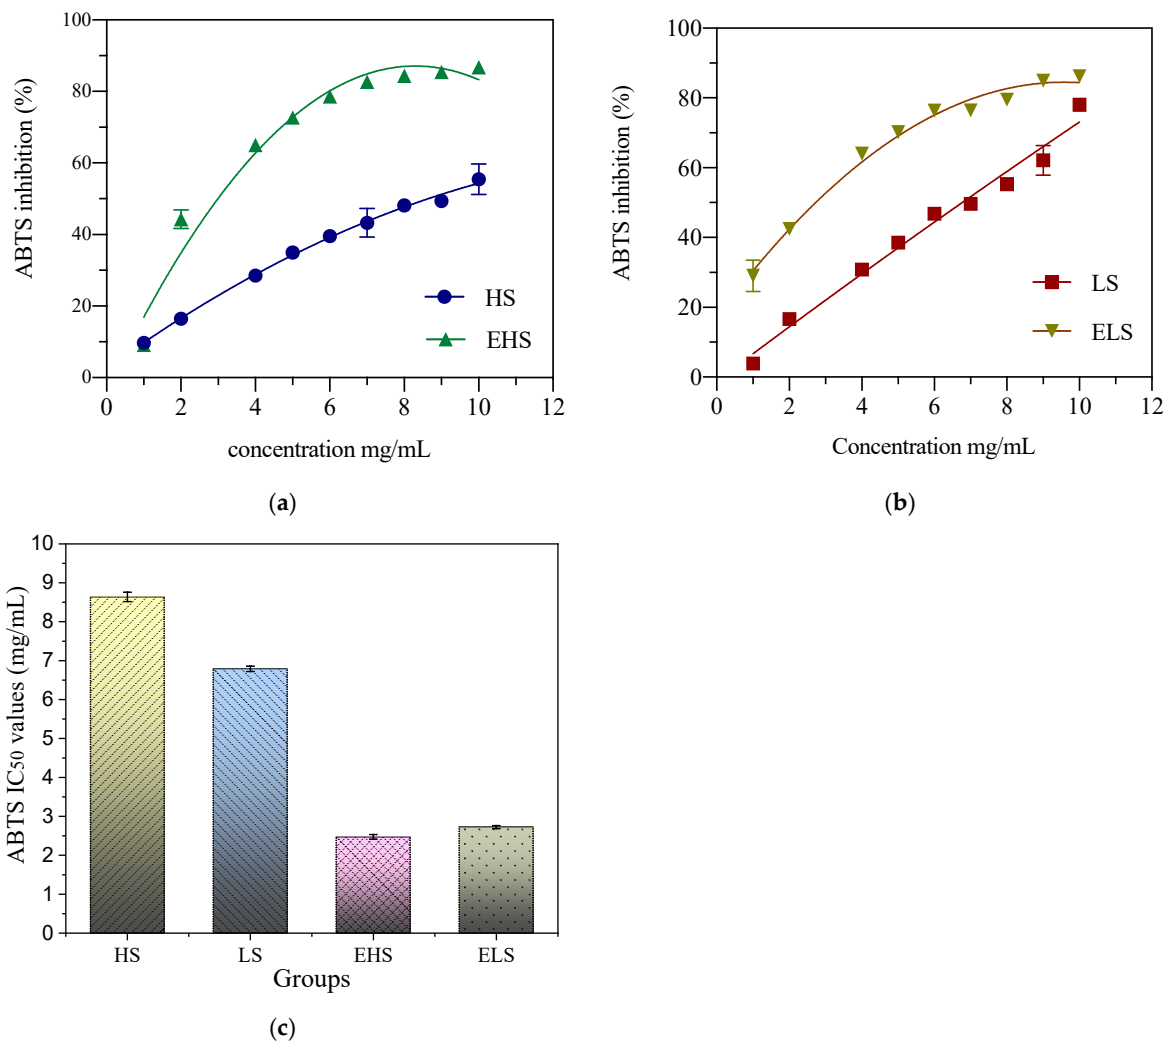 100
80
60
40
20
0
ABTS inhibition (%)
0 2 4 6 8 10 12
concentration mg/mL
HS
EHS
(a)
100
80
60
40
20
0
ABTS inhibition (%)
0 2 4 6 8 10 12
Concentration mg/mL
LS
ELS
(b)
10
9
8
7
6
5
4
3
2
1
0
ABTS IC50 values (mg/mL)
HS LS EHS ELS
Groups
(c)